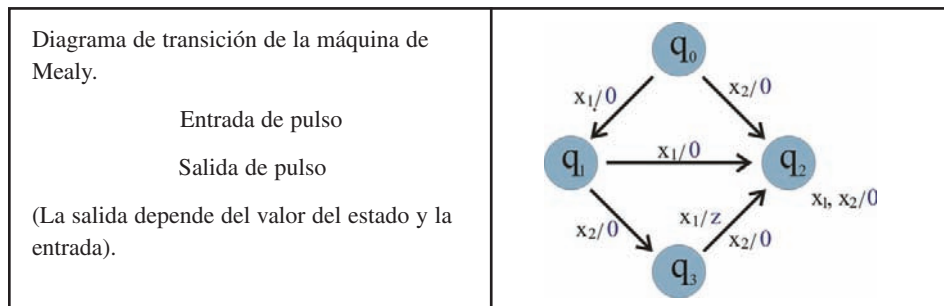 Diagrama de transición de la máquina de
Mealy.
Entrada de pulso
Salida de pulso
(La salida depende del valor del estado y la
entrada).
q0
x1/0
x2/0
q1
x1/0
q2
x1, x2/0
x2/0
x1/z
x2/0
q3